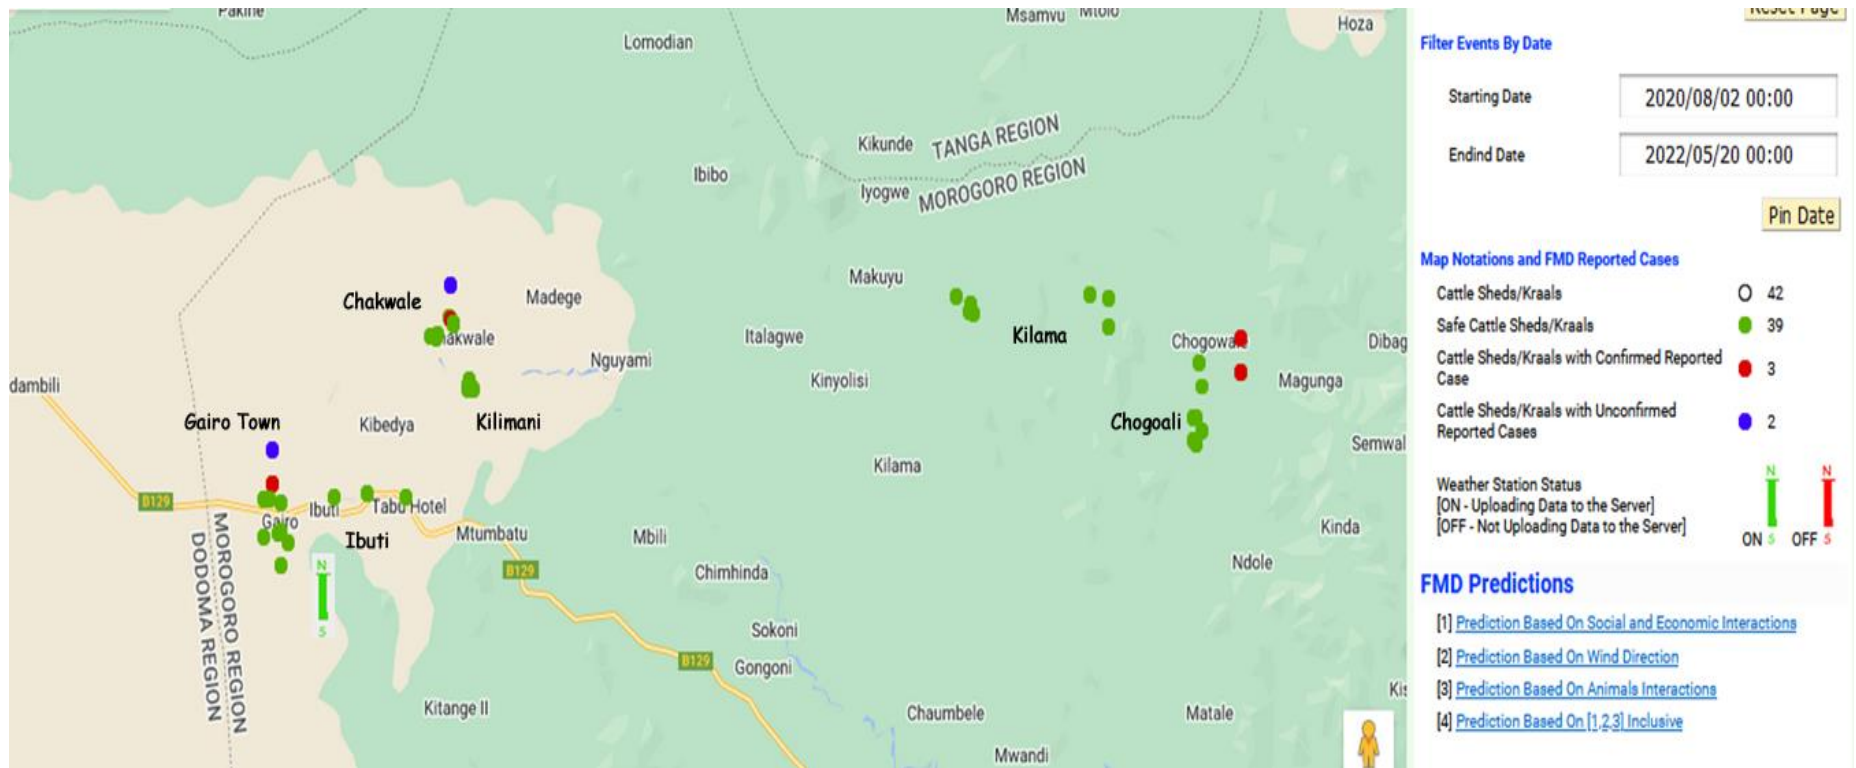 Pakine
Msamvu
Mtolo
Hoza
Lomodian
Kikunde
TANGA REGION
Ibibo
Iyogwe
MOROGORO REGION
Makuyu
Chakwale
Madege
akwale
Italagwe
Kilama
Chogowale
Dibag
Nguyami
Kinyolisi
Magunga
dambili
Gairo Town
Kibedya
Kilimani
Chogoali
Semwal
Kilama
B129
Ibuti
Tabu Hotel
Gairo
Ibuti
Mtumbatu
Mbili
Kinda
B129
Chimhinda
Ndole
N
S
MOROGORO REGION
DODOMA REGION
Sokoni
B129
Gongoni
Kitange II
Chaumbele
Matale
Kis
Mwandi
Reset Page
Filter Events By Date
Starting Date 2020/08/02 00:00
Endind Date 2022/05/20 00:00
Pin Date
Map Notations and FMD Reported Cases
Cattle Sheds/Kraals 42
Safe Cattle Sheds/Kraals 39
Cattle Sheds/Kraals with Confirmed Reported
Case 3
Cattle Sheds/Kraals with Unconfirmed
Reported Cases 2
N N
Weather Station Status
[ON - Uploading Data to the Server]
[OFF - Not Uploading Data to the Server]
ON S OFF S
FMD Predictions
[1] Prediction Based On Social and Economic Interactions
[2] Prediction Based On Wind Direction
[3] Prediction Based On Animals Interactions
[4] Prediction Based On [1,2,3] Inclusive